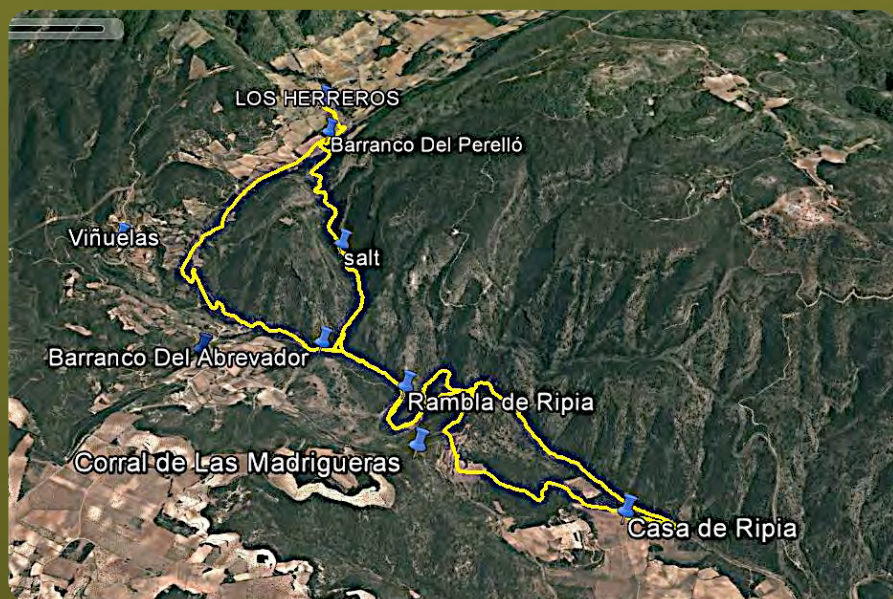 LOS HERREROS
Barranco Del Perelló
Viñuelas
salt
Barranco Del Abrevador
Rambla de Ripia
Corral de Las Madrigueras
Casa de Ripia